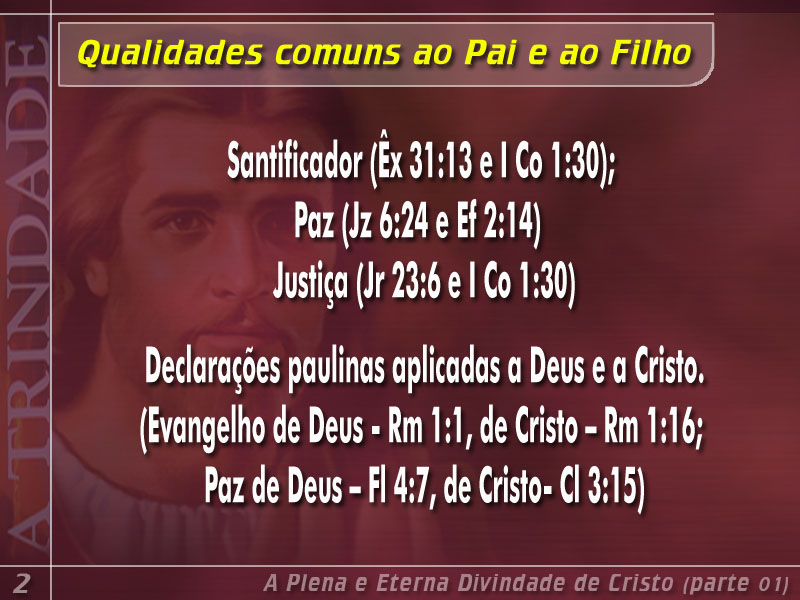 Qualidades comuns ao Pai e ao Filho
A TRINDADE
Santificador (Êx 31:13 e I Co 1:30);
Paz (Jz 6:24 e Ef 2:14)
Justiça (Jr 23:6 e I Co 1:30)
Declarações paulinas aplicadas a Deus e a Cristo.
(Evangelho de Deus - Rm 1:1, de Cristo – Rm 1:16;
Paz de Deus – Fl 4:7, de Cristo- Cl 3:15)
2
A Plena e Eterna Divindade de Cristo (parte 01)